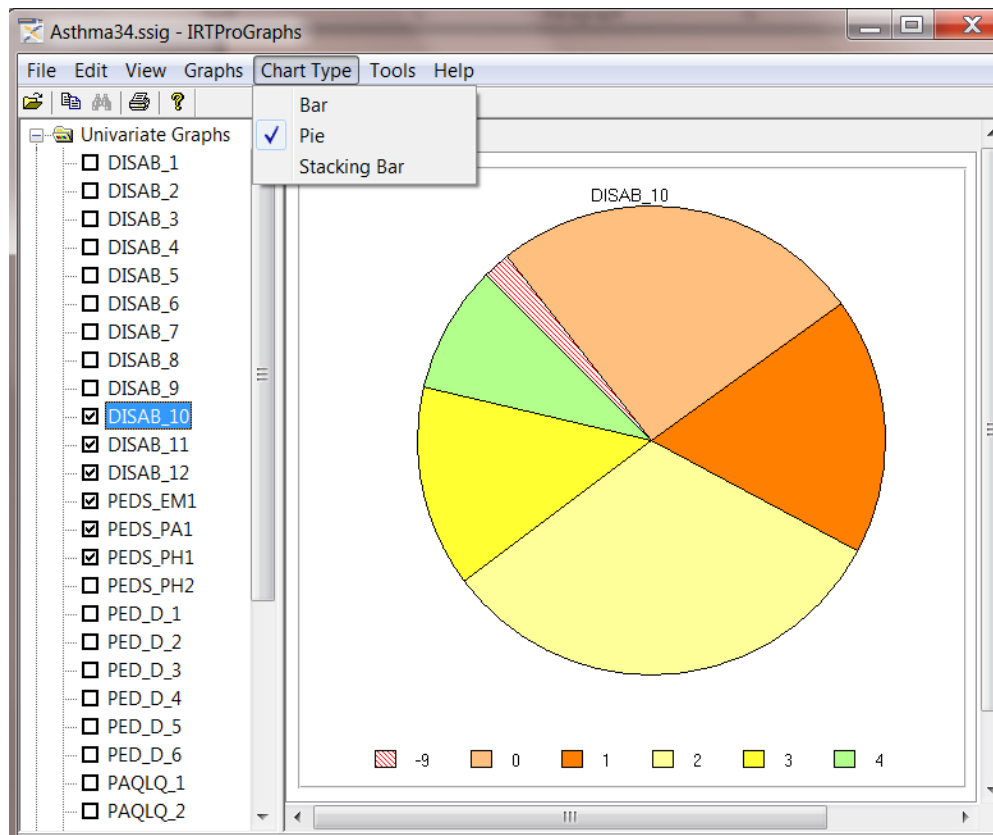 Asthma34.ssig - IRTProGraphs
File Edit View Graphs Chart Type Tools Help
Bar
Pie
Stacking Bar
Univariate Graphs
DISAB_1
DISAB_2
DISAB_3
DISAB_4
DISAB_5
DISAB_6
DISAB_7
DISAB_8
DISAB_9
DISAB_10
DISAB_11
DISAB_12
PEDS_EM1
PEDS_PA1
PEDS_PH1
PEDS_PH2
PED_D_1
PED_D_2
PED_D_3
PED_D_4
PED_D_5
PED_D_6
PAQLQ_1
PAQLQ_2
DISAB_10
-9 0 1 2 3 4